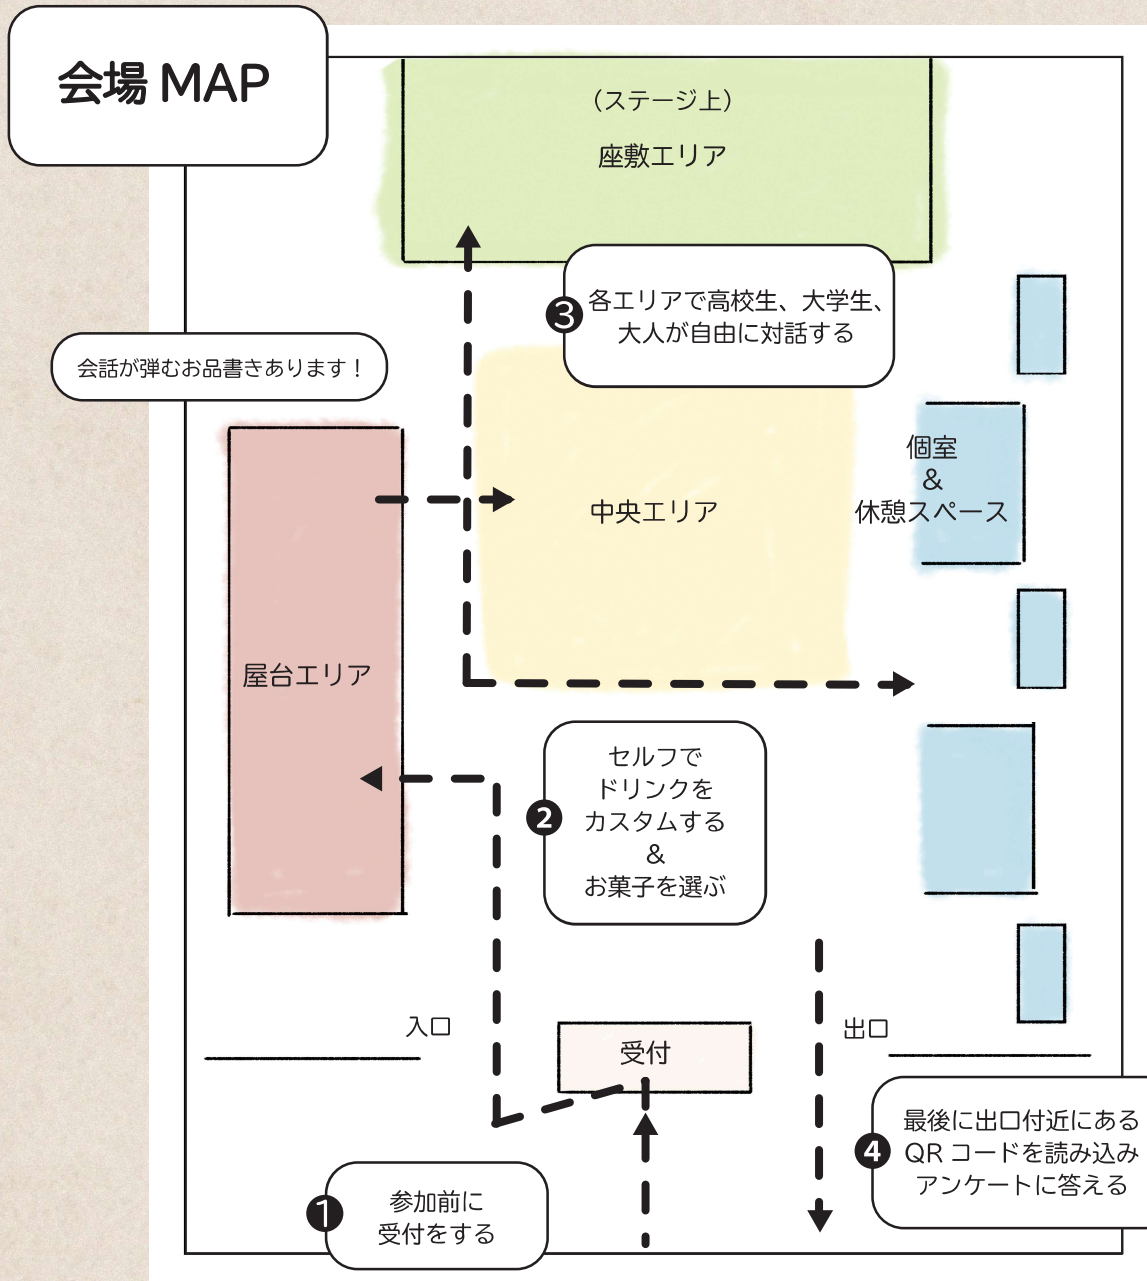 会場 MAP
（ステージ上）
座敷エリア
❸
各エリアで高校生、大学生、
大人が自由に対話する
会話が弾むお品書きあります！
個室
&
休憩スペース
中央エリア
屋台エリア
❷
セルフで
ドリンクを
カスタムする
&
お菓子を選ぶ
入口
受付
出口
❹
最後に出口付近にある
QR コードを読み込み
アンケートに答える
❶
参加前に
受付をする